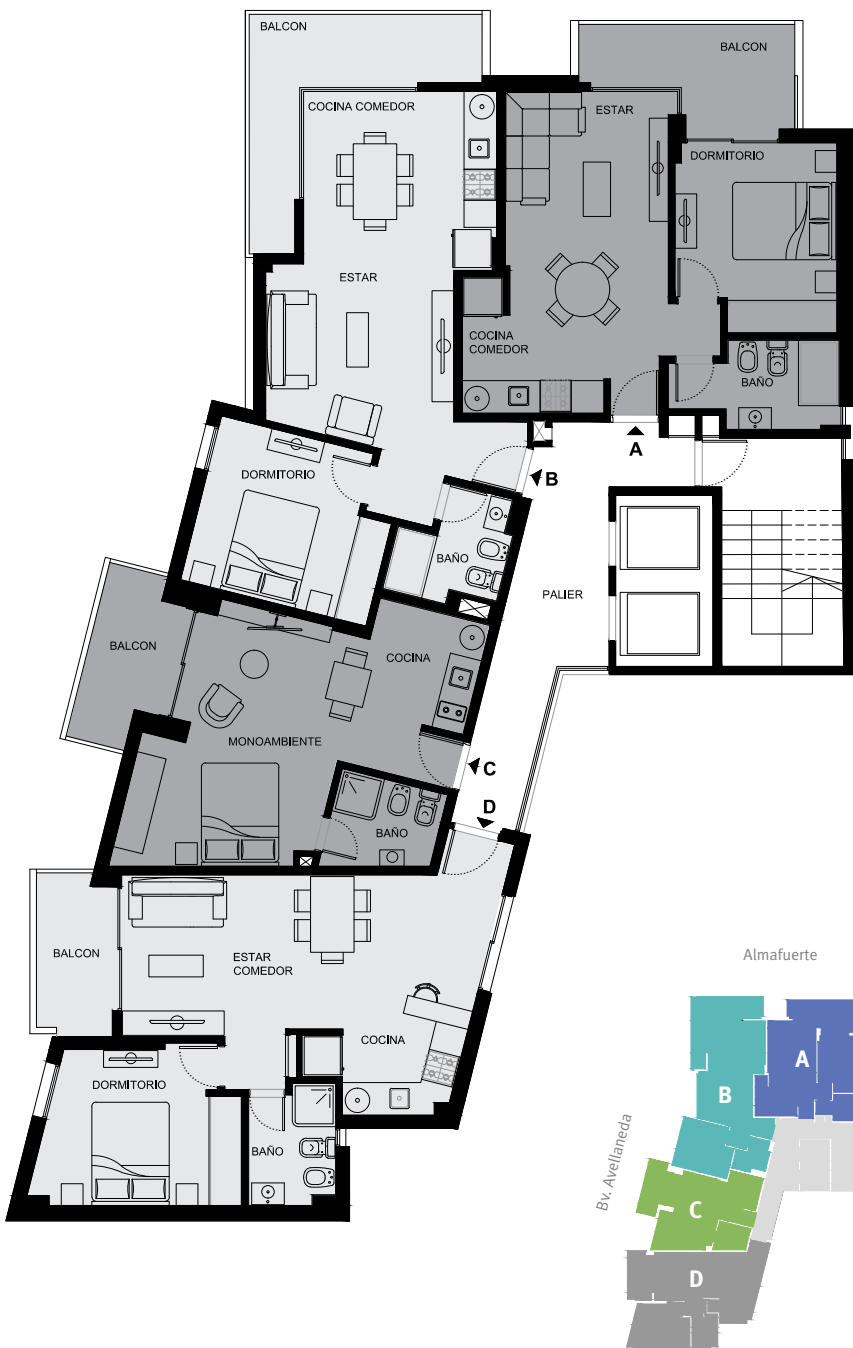 BALCON
BALCON
COCINA COMEDOR
ESTAR
DORMITORIO
ESTAR
COCINA
COMEDOR
BAÑO
A
B
DORMITORIO
BAÑO
PALIER
BALCON
COCINA
MONOAMBIENTE
C
D
BAÑO
BALCON
ESTAR
COMEDOR
COCINA
DORMITORIO
BAÑO
Almafuerte
A
B
Bv. Avellaneda
C
D